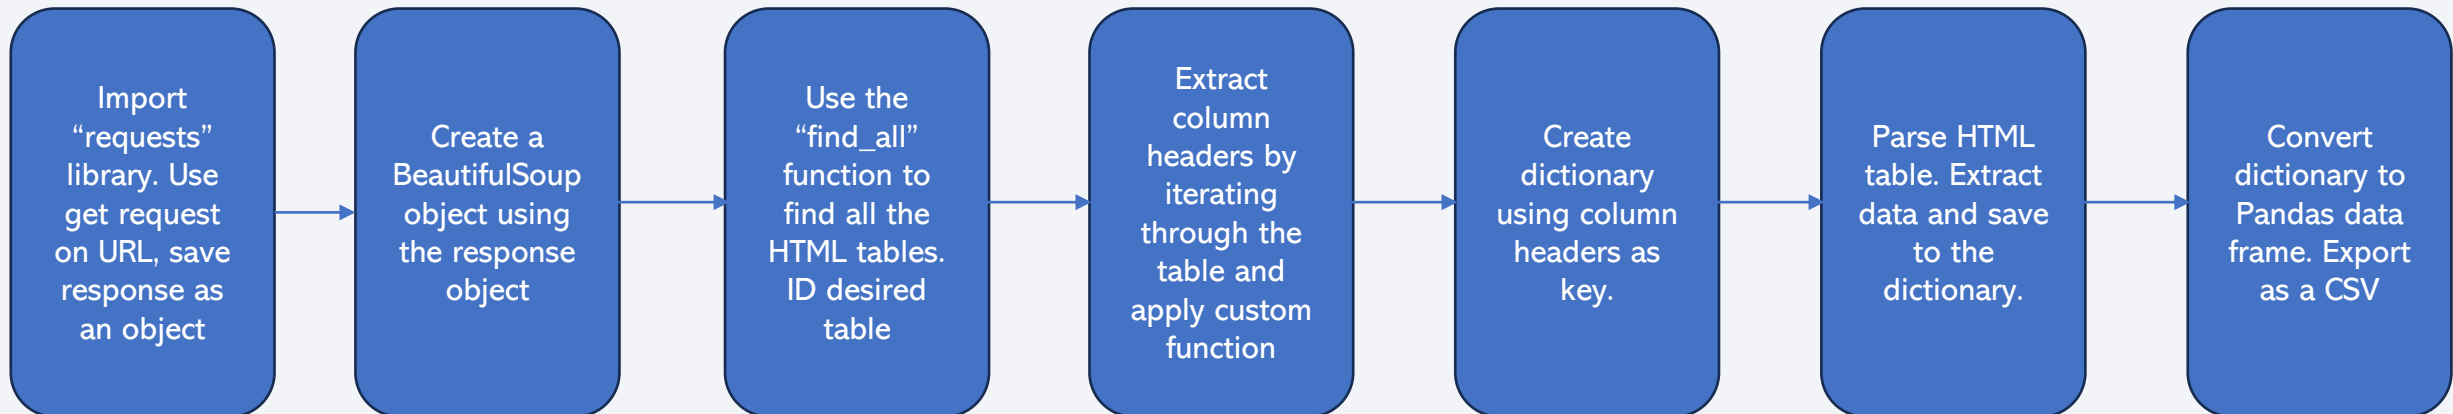 Import
“requests”
library. Use
get request
on URL, save
response as
an object
Create a
BeautifulSoup
object using
the response
object
Use the
“find_all”
function to
find all the
HTML tables.
ID desired
table
Extract
column
headers by
iterating
through the
table and
apply custom
function
Create
dictionary
using column
headers as
key.
Parse HTML
table. Extract
data and save
to the
dictionary.
Convert
dictionary to
Pandas data
frame. Export
as a CSV